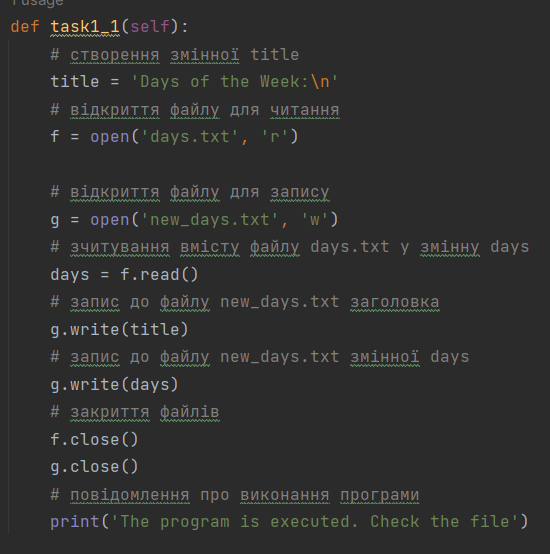 1 usage
def task1_1(self):
# створення змінної title
title = 'Days of the Week:\n'
# відкриття файлу для читання
f = open('days.txt', 'r')
# відкриття файлу для запису
g = open('new_days.txt', 'w')
# зчитування вмісту файлу days.txt у змінну days
days = f.read()
# запис до файлу new_days.txt заголовка
g.write(title)
# запис до файлу new_days.txt змінної days
g.write(days)
# закриття файлів
f.close()
g.close()
# повідомлення про виконання програми
print('The program is executed. Check the file')